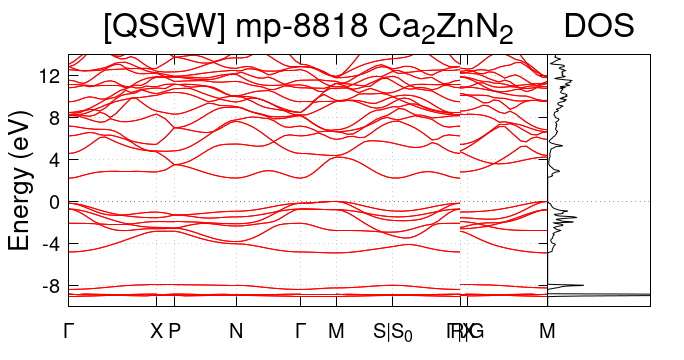 [QSGW] mp-8818 Ca₂ZnN₂ DOS
Energy (eV)
12
8
4
0
-4
-8
Γ X P N Γ M S|S₀ X M